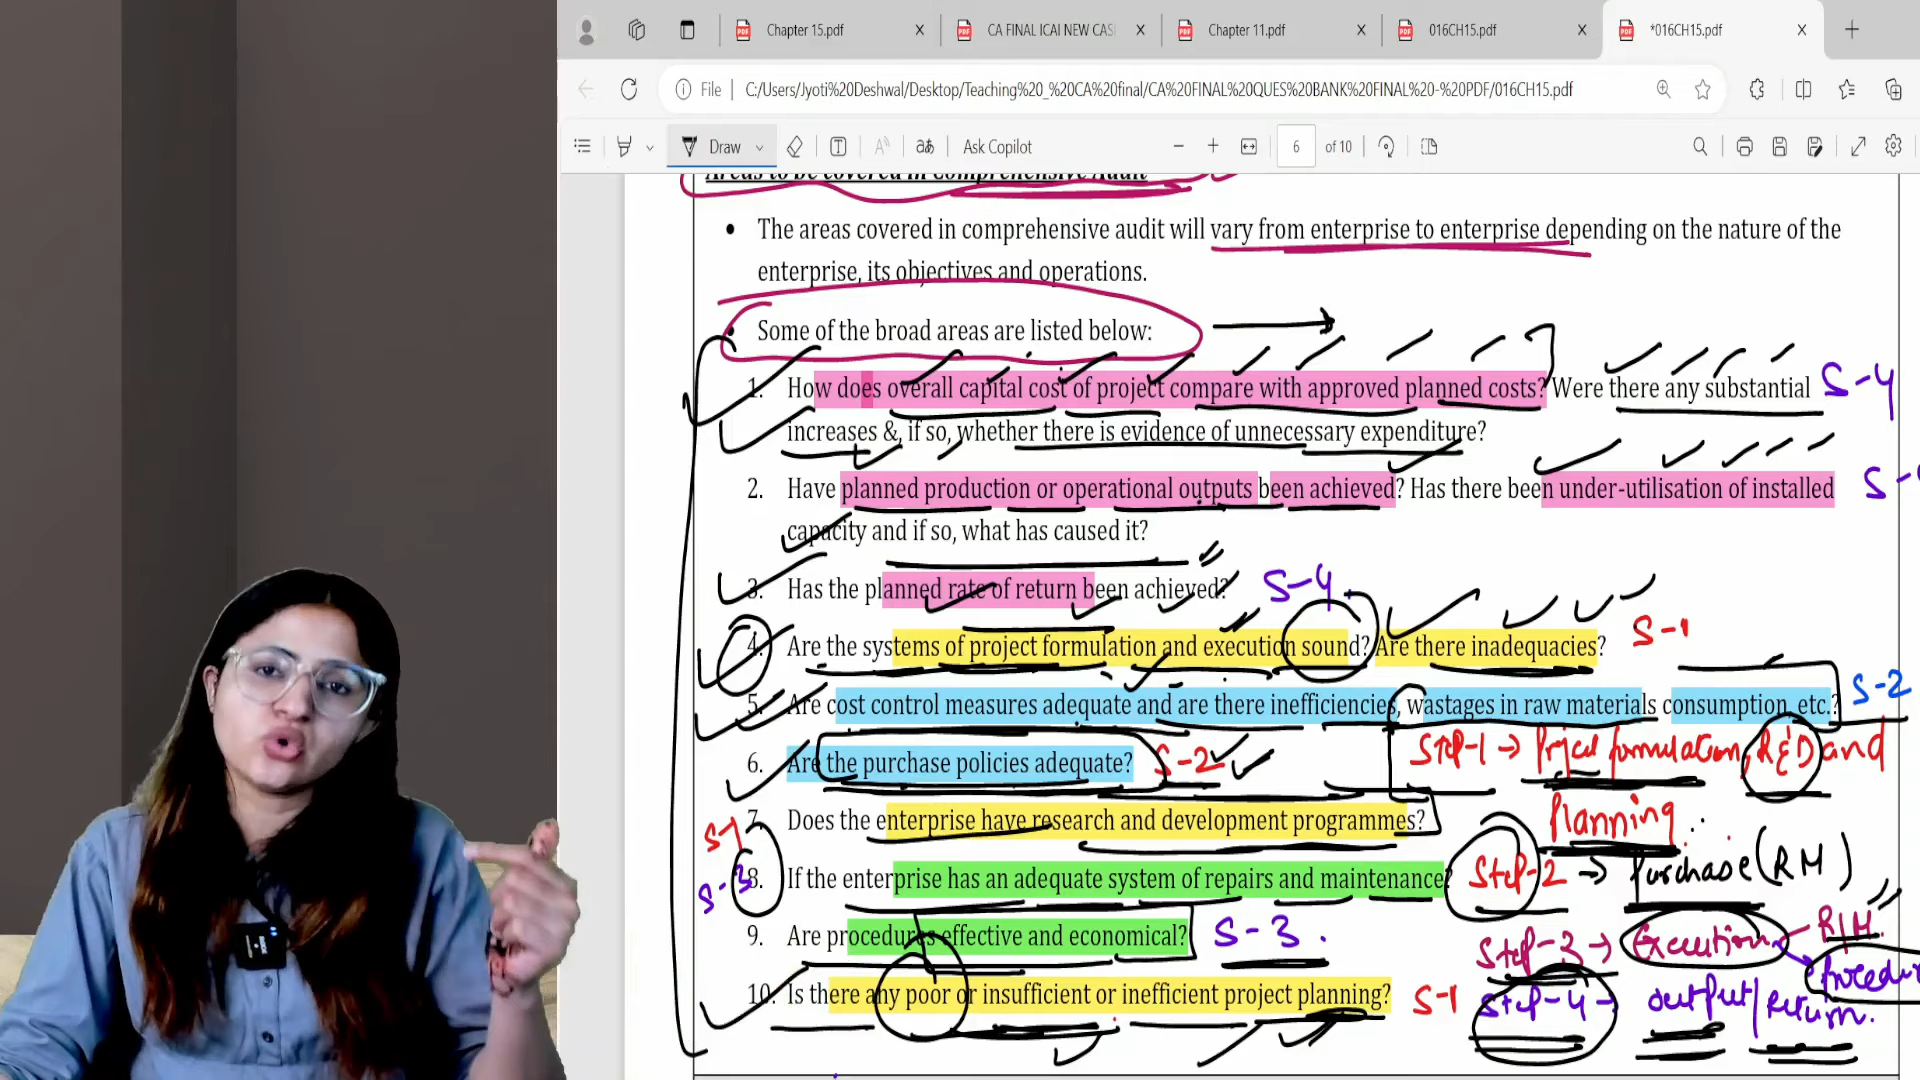 Chapter 15.pdf
CA FINAL ICAI NEW CAS
Chapter 11.pdf
016CH15.pdf
*016CH15.pdf
File
C:/Users/Jyoti%20Deshwal/Desktop/Teaching%20_%20CA%20final/CA%20FINAL%20QUES%20BANK%20FINAL%20-%20PDF/016CH15.pdf
Draw
Ask Copilot
6 of 10
Areas to be covered in Comprehensive Audit
• The areas covered in comprehensive audit will vary from enterprise to enterprise depending on the nature of the
enterprise, its objectives and operations.
• Some of the broad areas are listed below:
1. How does overall capital cost of project compare with approved planned costs? Were there any substantial S-4
increases &, if so, whether there is evidence of unnecessary expenditure?
2. Have planned production or operational outputs been achieved? Has there been under-utilisation of installed
capacity and if so, what has caused it?
3. Has the planned rate of return been achieved? S-4
4. Are the systems of project formulation and execution sound? Are there inadequacies? S-1
5. Are cost control measures adequate and are there inefficiencies, wastages in raw materials consumption, etc.? S-2
6. Are the purchase policies adequate? S-2
Step-1 → Project formulation, R&D and
Planning
7. Does the enterprise have research and development programmes?
S-1
8. If the enterprise has an adequate system of repairs and maintenance?
S-3
Step-2 → Purchase (RM)
9. Are procedures effective and economical? S-3.
Step-3 → Execution R/M.
10. Is there any poor or insufficient or inefficient project planning? S-1
Step-4 - output/Return.